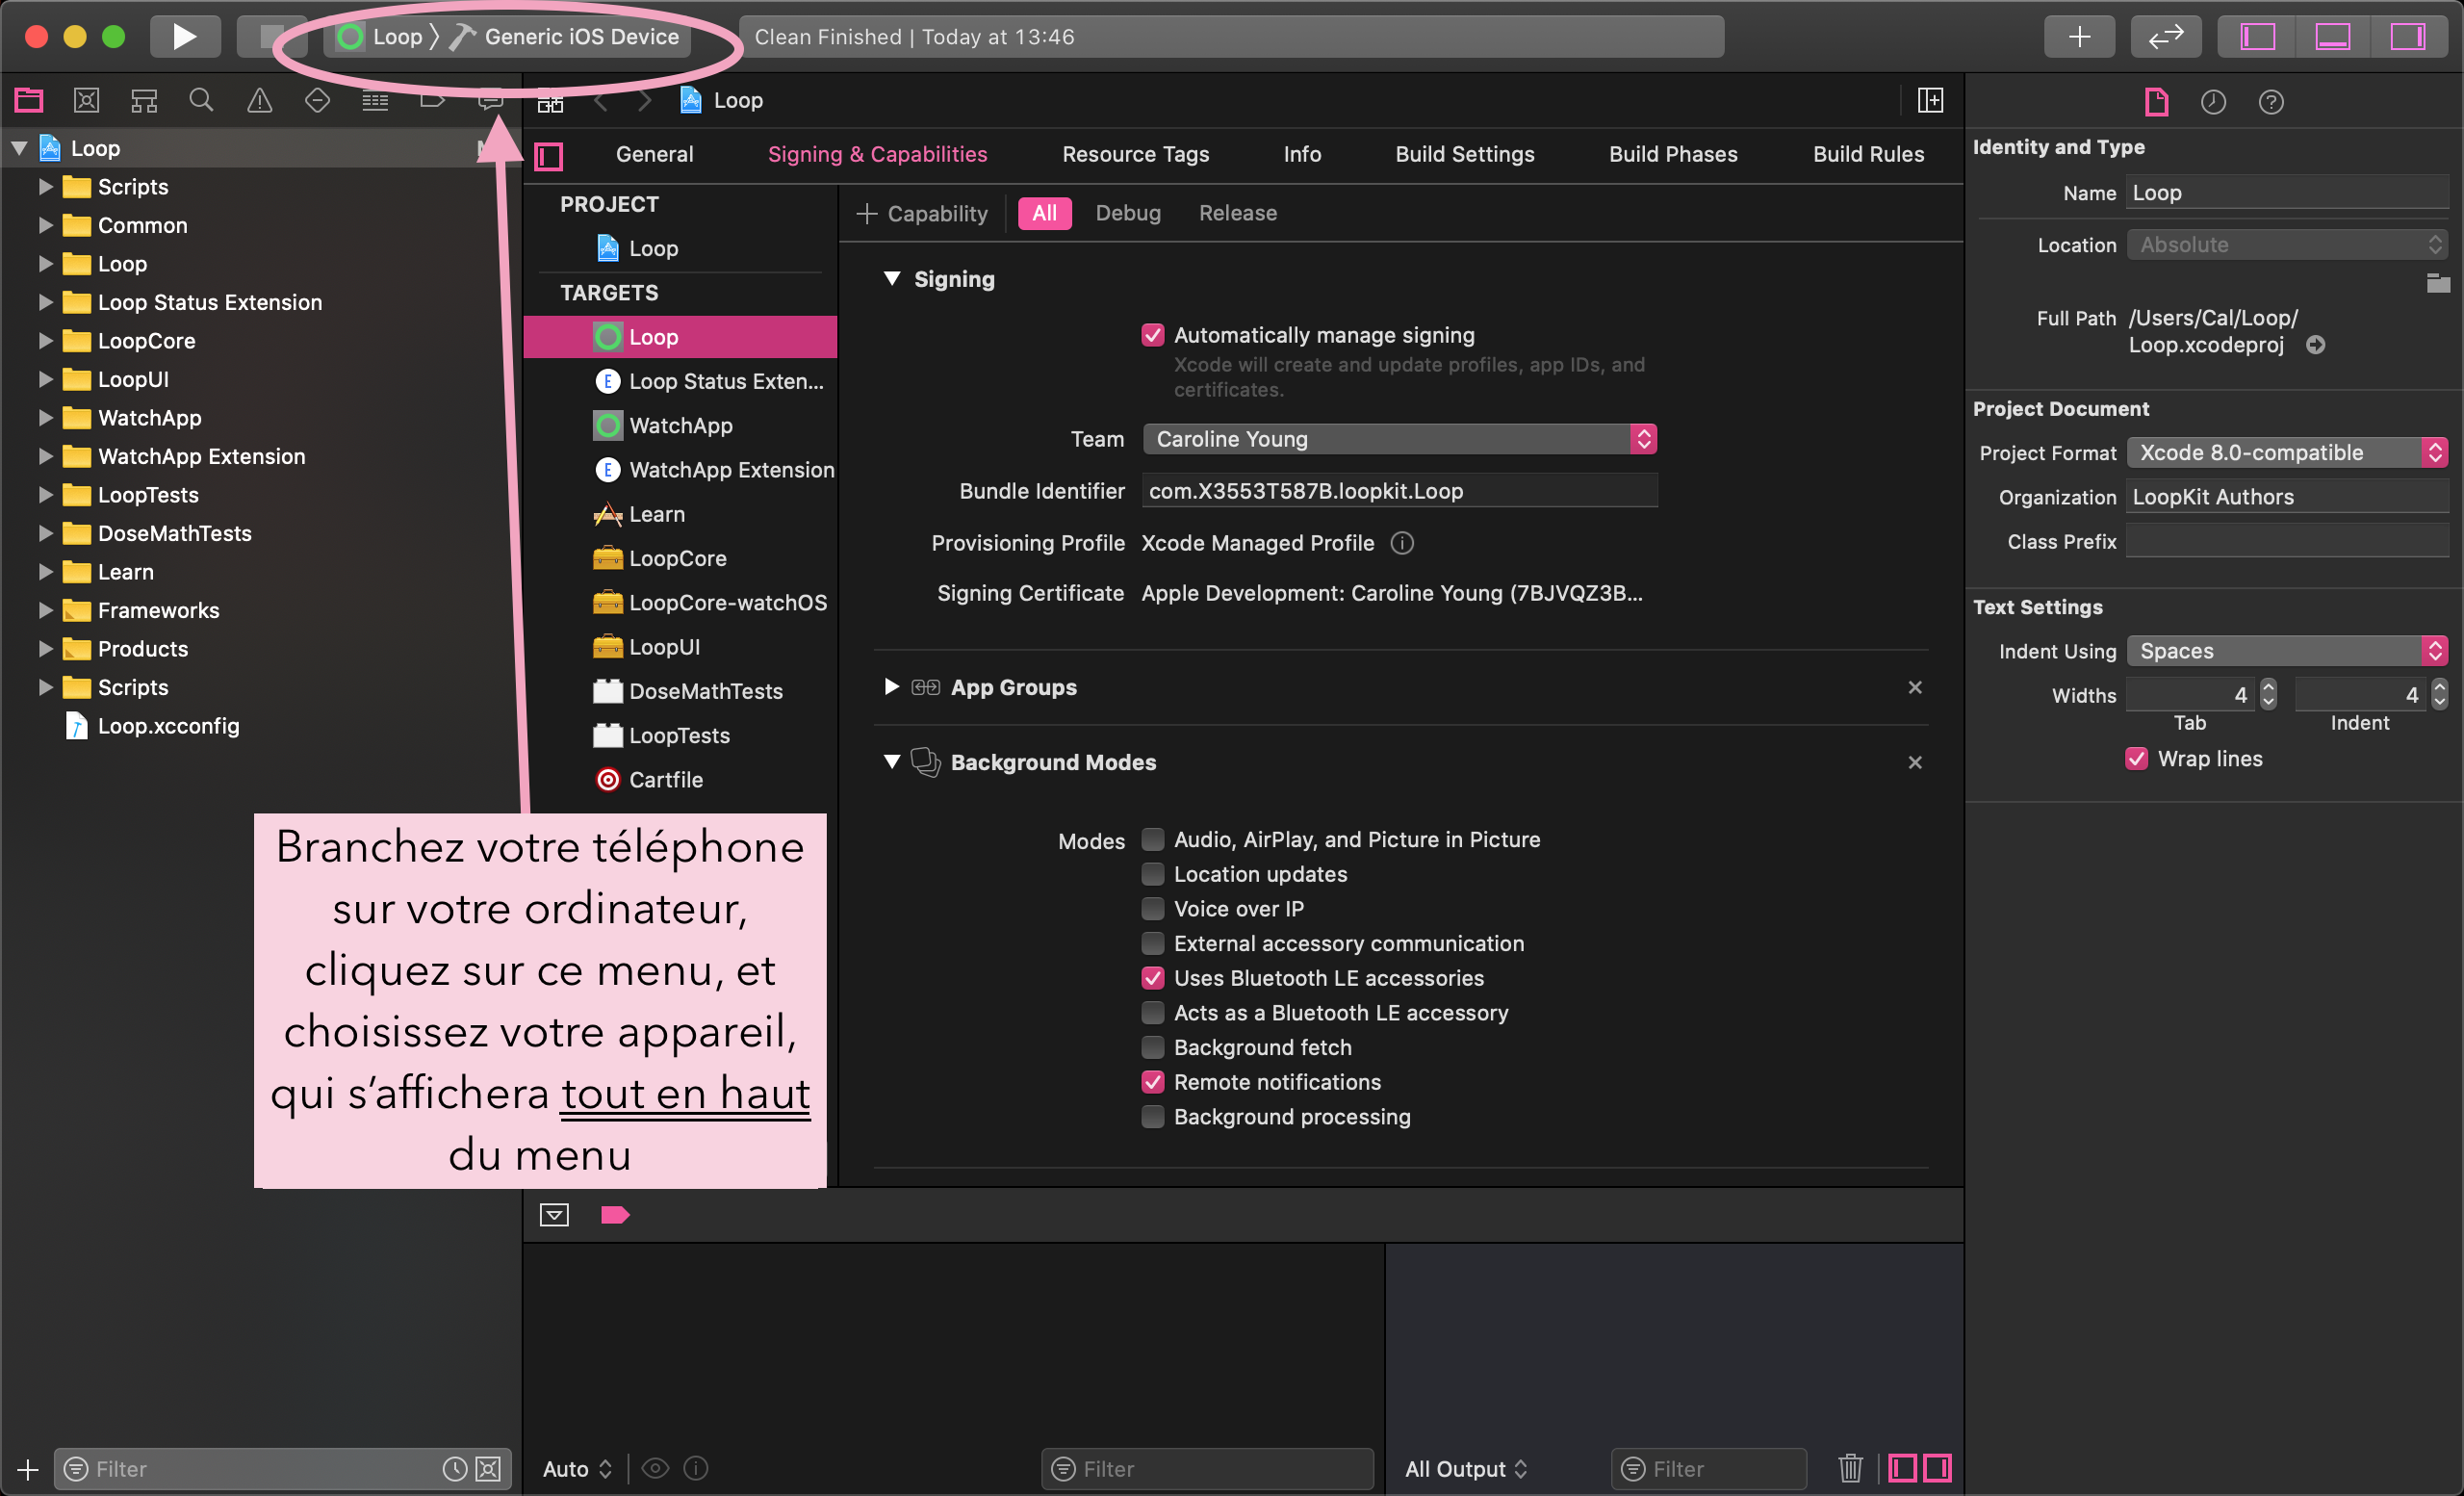 Loop 〉 Generic iOS Device
Clean Finished | Today at 13:46
Loop
Loop
Scripts
Common
Loop
Loop Status Extension
LoopCore
LoopUI
WatchApp
WatchApp Extension
LoopTests
DoseMathTests
Learn
Frameworks
Products
Scripts
Loop.xcconfig
General
Signing & Capabilities
Resource Tags
Info
Build Settings
Build Phases
Build Rules
PROJECT
Loop
TARGETS
Loop
Loop Status Exten...
WatchApp
WatchApp Extension
Learn
LoopCore
LoopCore-watchOS
LoopUI
DoseMathTests
LoopTests
Cartfile
+ Capability
All
Debug
Release
Signing
Automatically manage signing
Xcode will create and update profiles, app IDs, and
certificates.
Team Caroline Young
Bundle Identifier com.X3553T587B.loopkit.Loop
Provisioning Profile Xcode Managed Profile
Signing Certificate Apple Development: Caroline Young (7BJVQZ3B...
App Groups
Background Modes
Modes
Audio, AirPlay, and Picture in Picture
Location updates
Voice over IP
External accessory communication
Uses Bluetooth LE accessories
Acts as a Bluetooth LE accessory
Background fetch
Remote notifications
Background processing
Branchez votre téléphone
sur votre ordinateur,
cliquez sur ce menu, et
choisissez votre appareil,
qui s’affichera tout en haut
du menu
Identity and Type
Name Loop
Location Absolute
Full Path /Users/Cal/Loop/
Loop.xcodeproj
Project Document
Project Format Xcode 8.0-compatible
Organization LoopKit Authors
Class Prefix
Text Settings
Indent Using Spaces
Widths 4 4
Tab Indent
Wrap lines
Filter
Auto
Filter
All Output
Filter